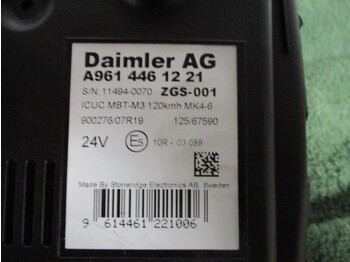 Daimler AG
A961 446 12 21
S/N: 11494-0070 ZGS-001
ICUC MBT-M3 120kmh MK4-6
900276/07R19 125/67590
24V E5 10R - 03 088
Made by Stoneridge Electronics AB, Sweden
9 614461 221006